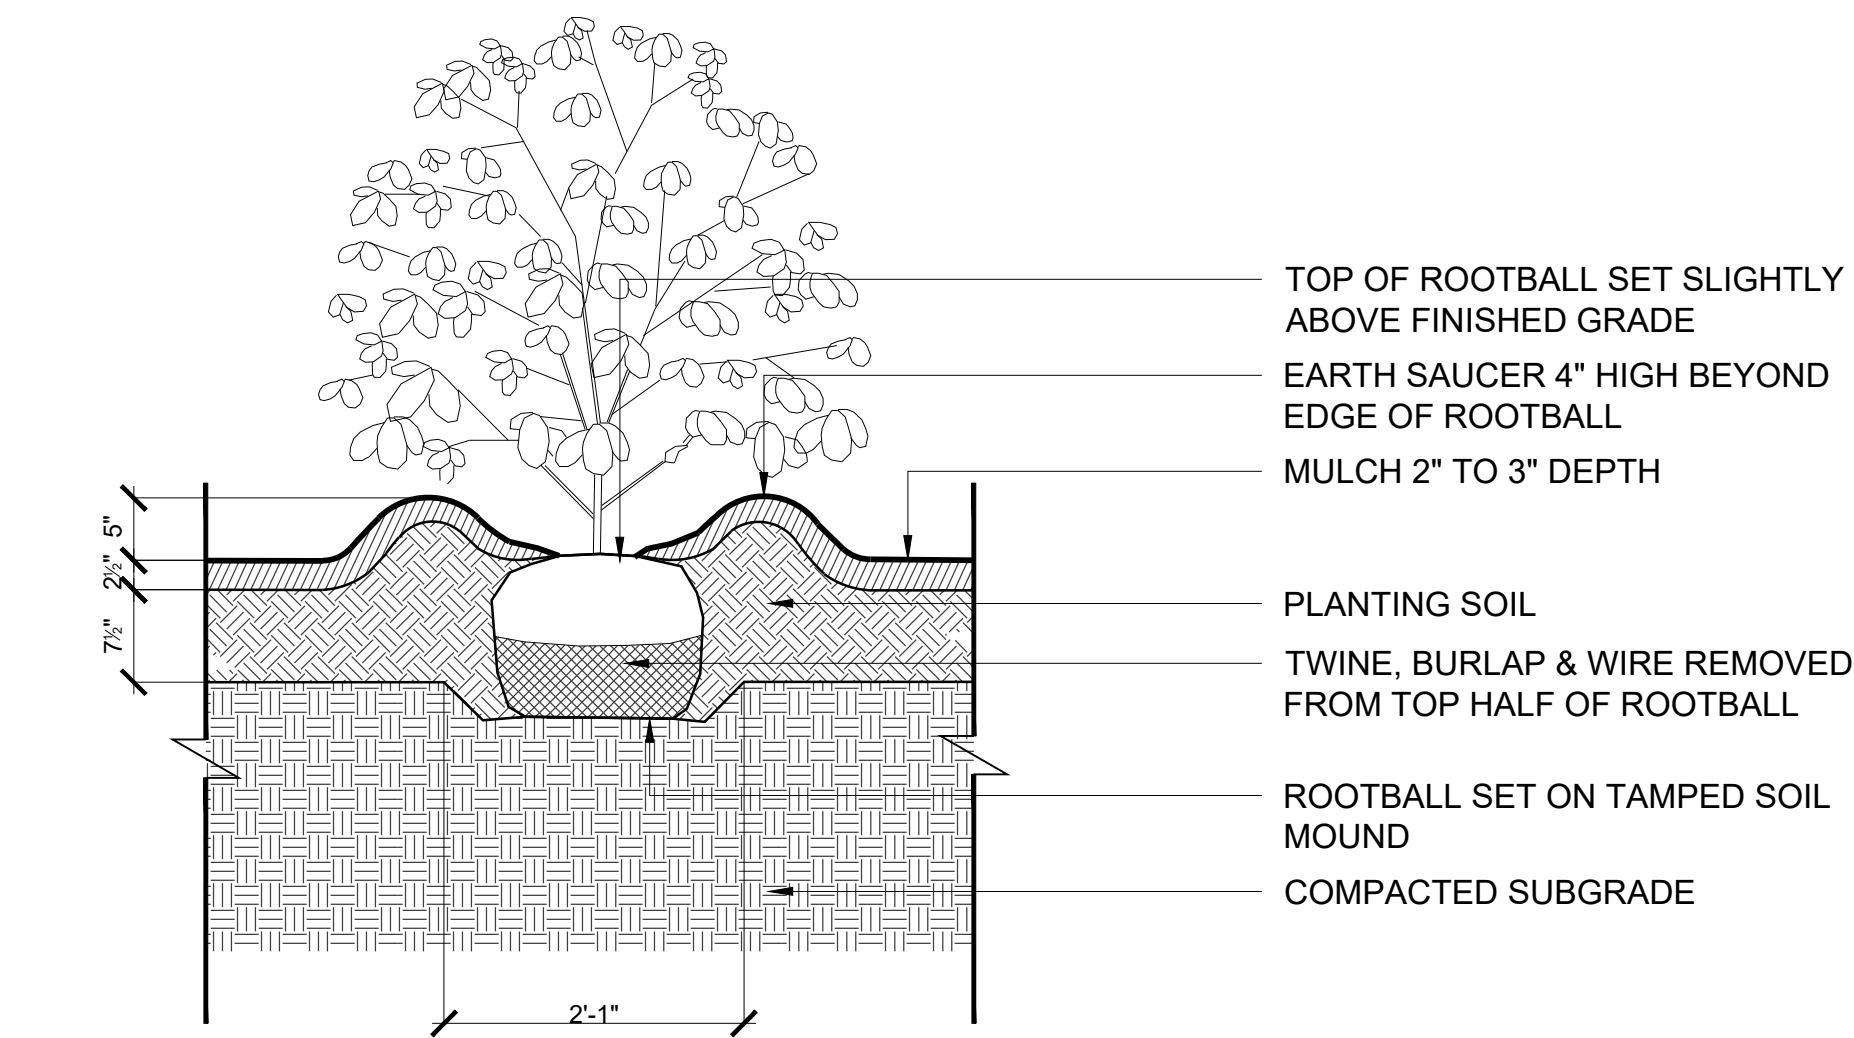 TOP OF ROOTBALL SET SLIGHTLY
ABOVE FINISHED GRADE
EARTH SAUCER 4" HIGH BEYOND
EDGE OF ROOTBALL
MULCH 2" TO 3" DEPTH
5"
2½"
7½"
PLANTING SOIL
TWINE, BURLAP & WIRE REMOVED
FROM TOP HALF OF ROOTBALL
ROOTBALL SET ON TAMPED SOIL
MOUND
COMPACTED SUBGRADE
2'-1"